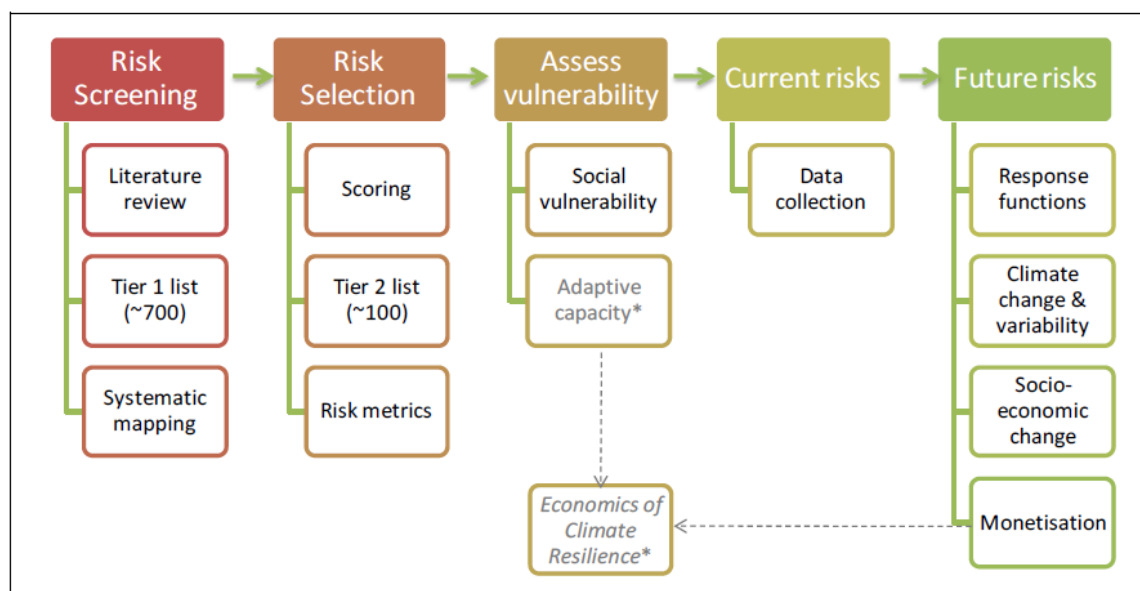 Risk
Screening
Risk
Selection
Assess
vulnerability
Current risks
Future risks
Literature
review
Tier 1 list
(~700)
Systematic
mapping
Scoring
Tier 2 list
(~100)
Risk metrics
Social
vulnerability
Adaptive
capacity*
Economics of
Climate
Resilience*
Data
collection
Response
functions
Climate
change &
variability
Socio-
economic
change
Monetisation